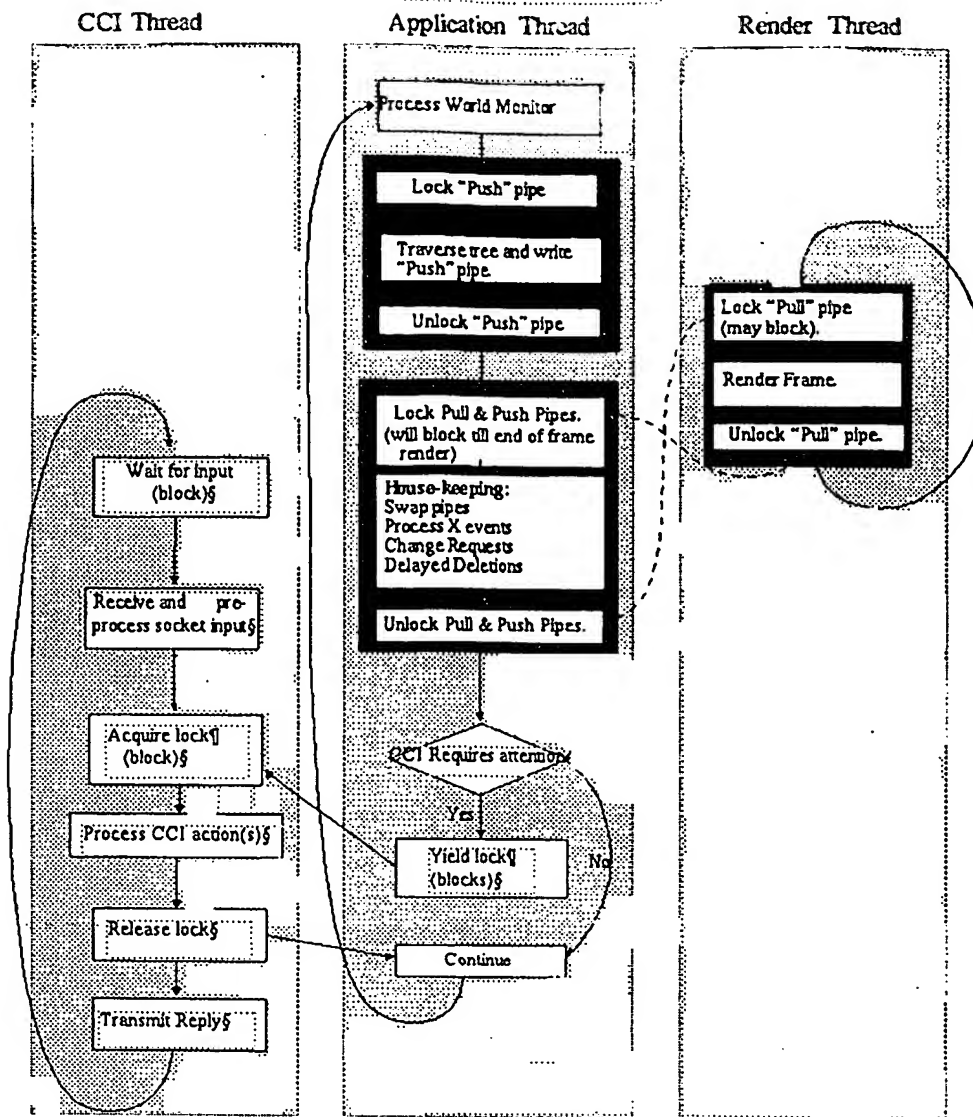 CCI Thread
Application Thread
Render Thread
Process World Monitor
Lock "Push" pipe
Traverse tree and write
"Push" pipe.
Unlock "Push" pipe
Lock Pull & Push Pipes.
(will block till end of frame
render)
House-keeping:
Swap pipes
Process X events
Change Requests
Delayed Deletions
Unlock Pull & Push Pipes.
CCI Requires attention
Yes
No
Yield lock¶
(blocks)§
Continue
Wait for input
(block)§
Receive and pre-
process socket input§
Acquire lock¶
(block)§
Process CCI action(s)§
Release lock§
Transmit Reply§
Lock "Pull" pipe
(may block).
Render Frame.
Unlock "Pull" pipe.